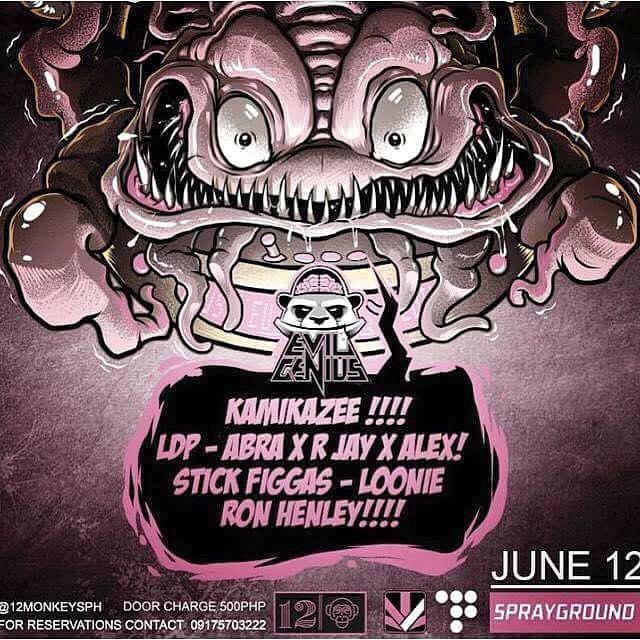 EVIL
GENIUS
KAMIKAZEE !!!!
LDP - ABRA X R JAY X ALEX!
STICK FIGGAS - LOONIE
RON HENLEY!!!!
JUNE 12
@12MONKEYSPH DOOR CHARGE 500PHP
FOR RESERVATIONS CONTACT 09175703222
12
SPRAYGROUND